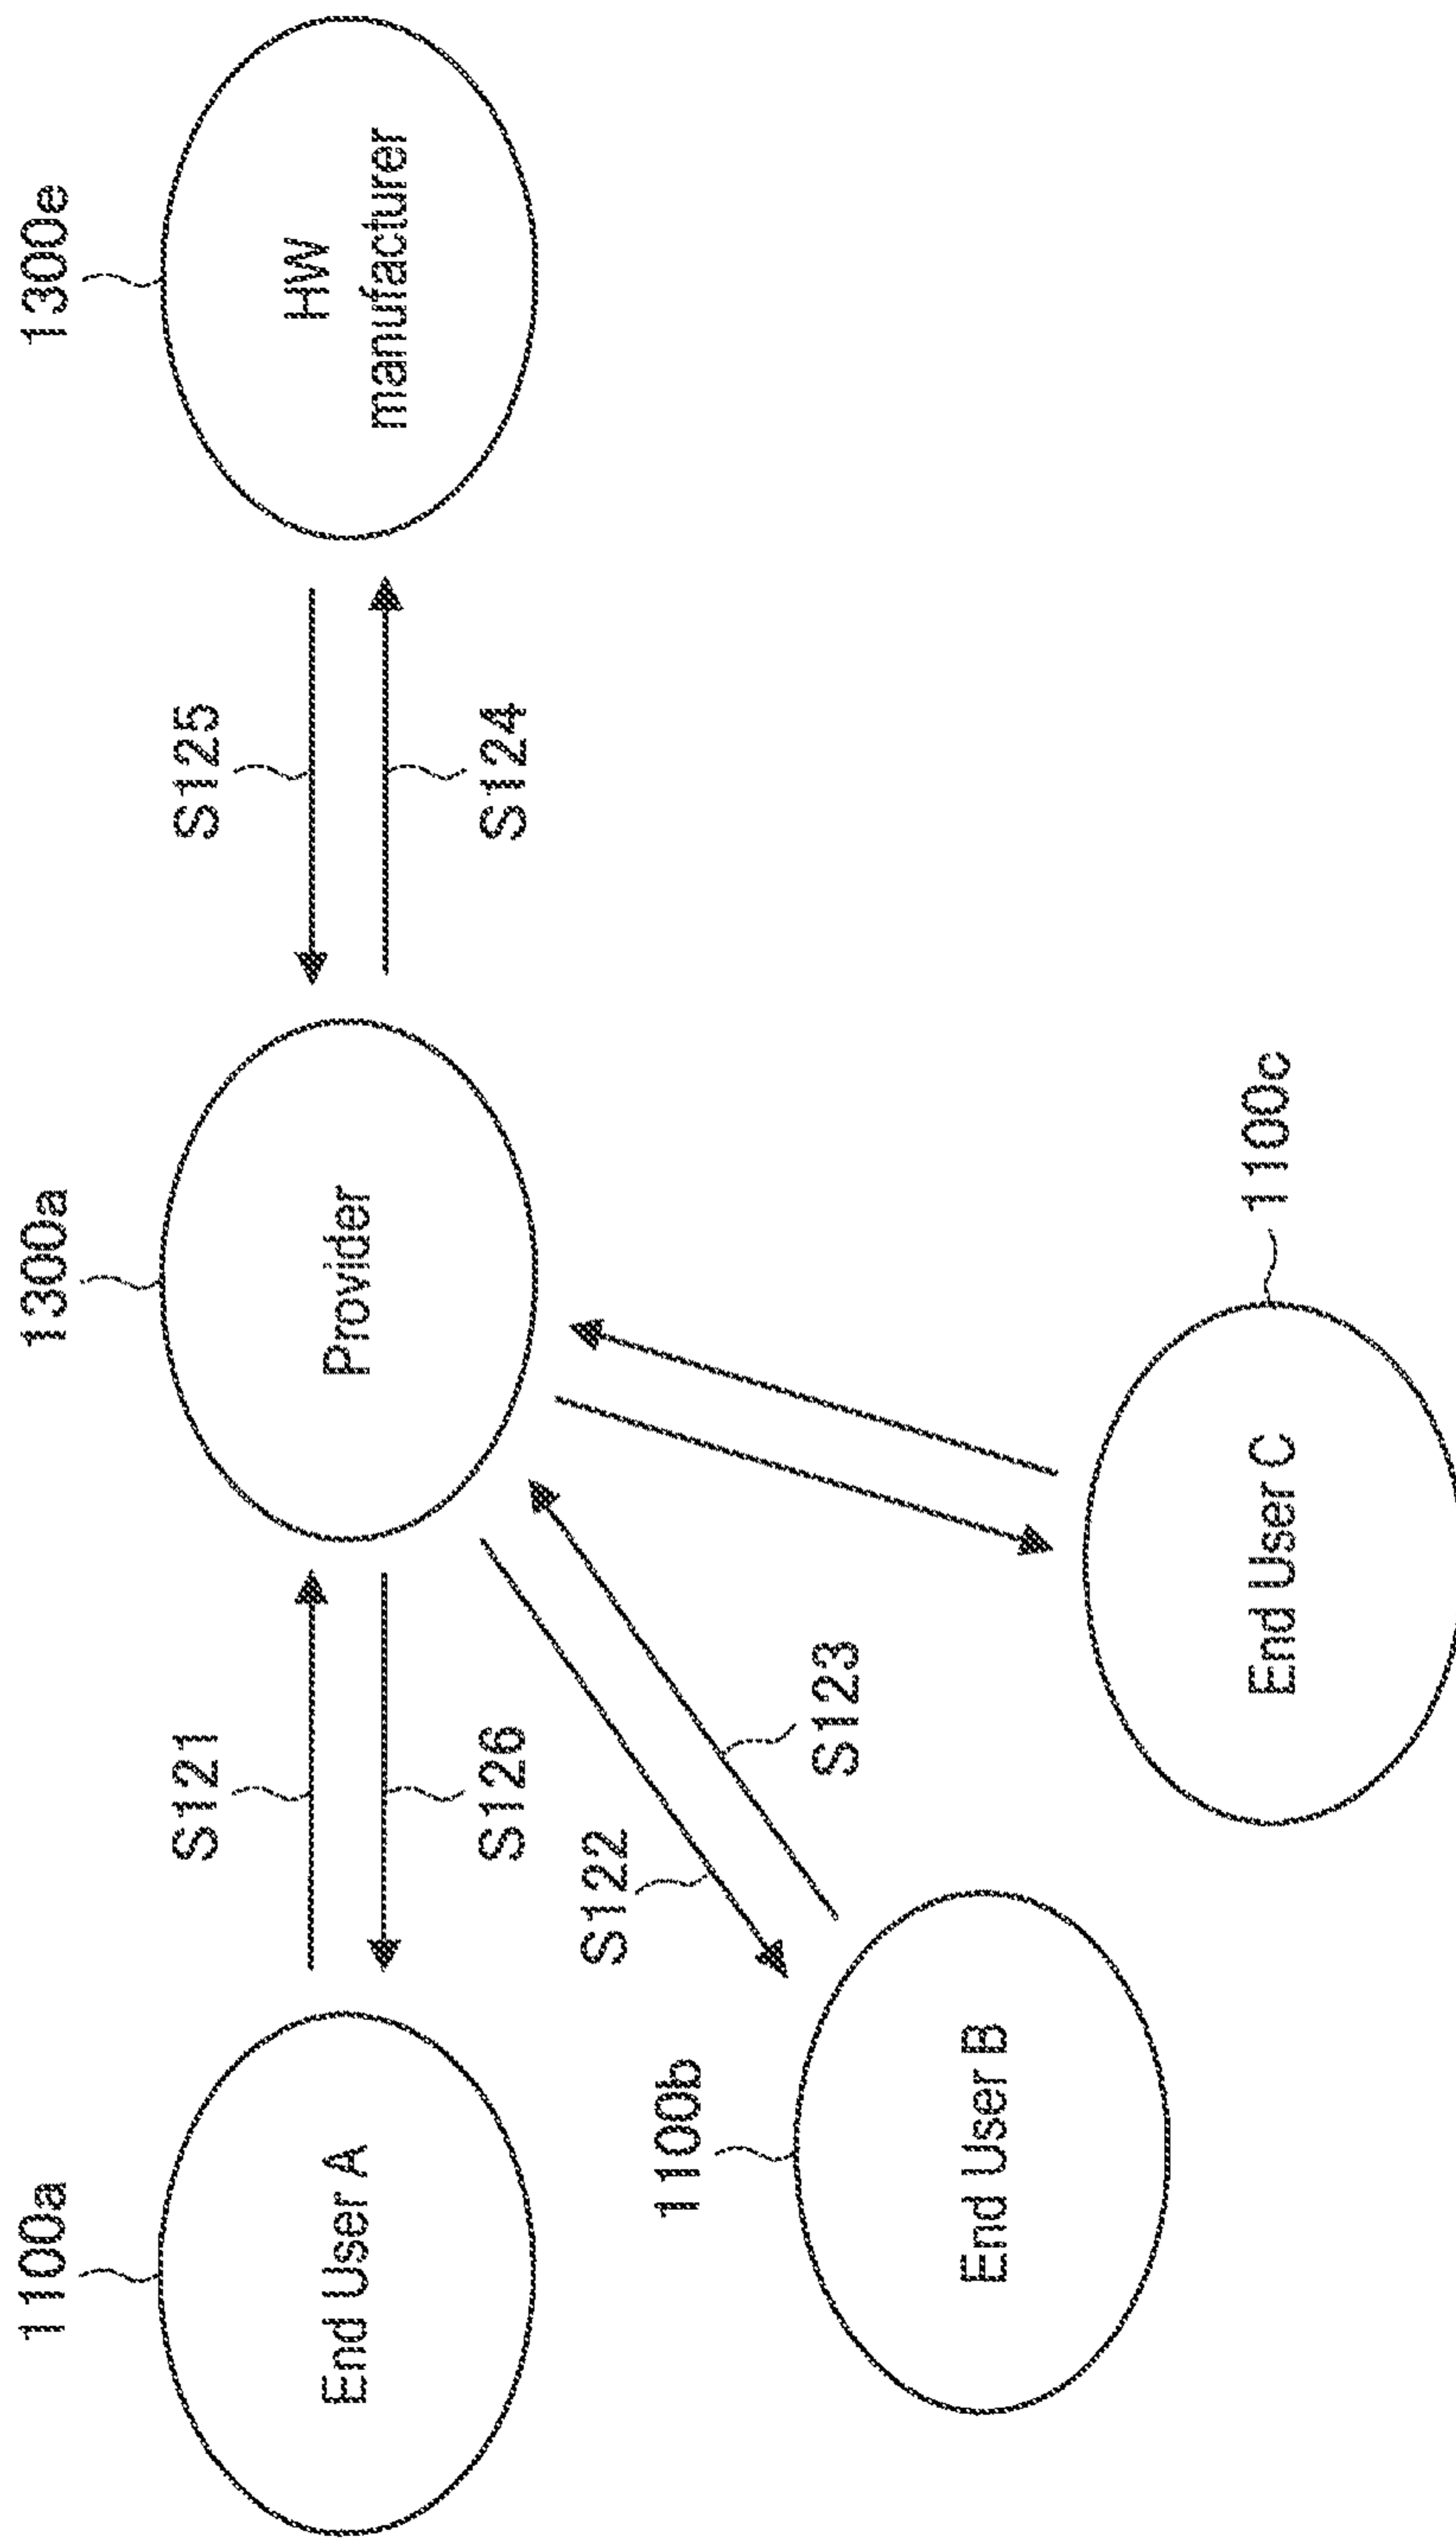 1100a
1300a
1300e
S121
S125
End User A
Provider
HW
manufacturer
S126
S124
S122
1100b
S123
End User B
1100c
End User C